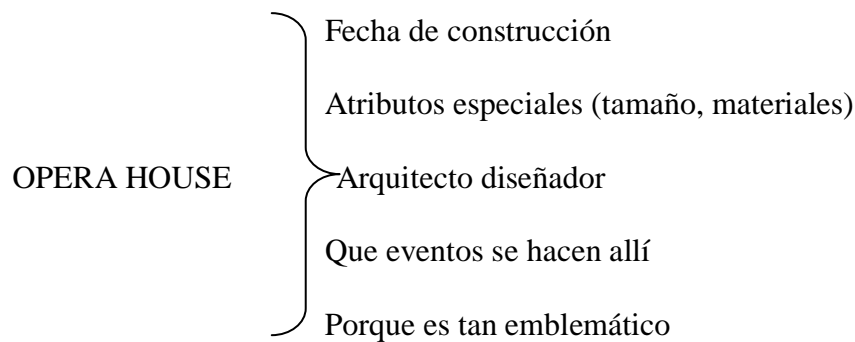 Fecha de construcción
Atributos especiales (tamaño, materiales)
OPERA HOUSE
Arquitecto diseñador
Que eventos se hacen allí
Porque es tan emblemático